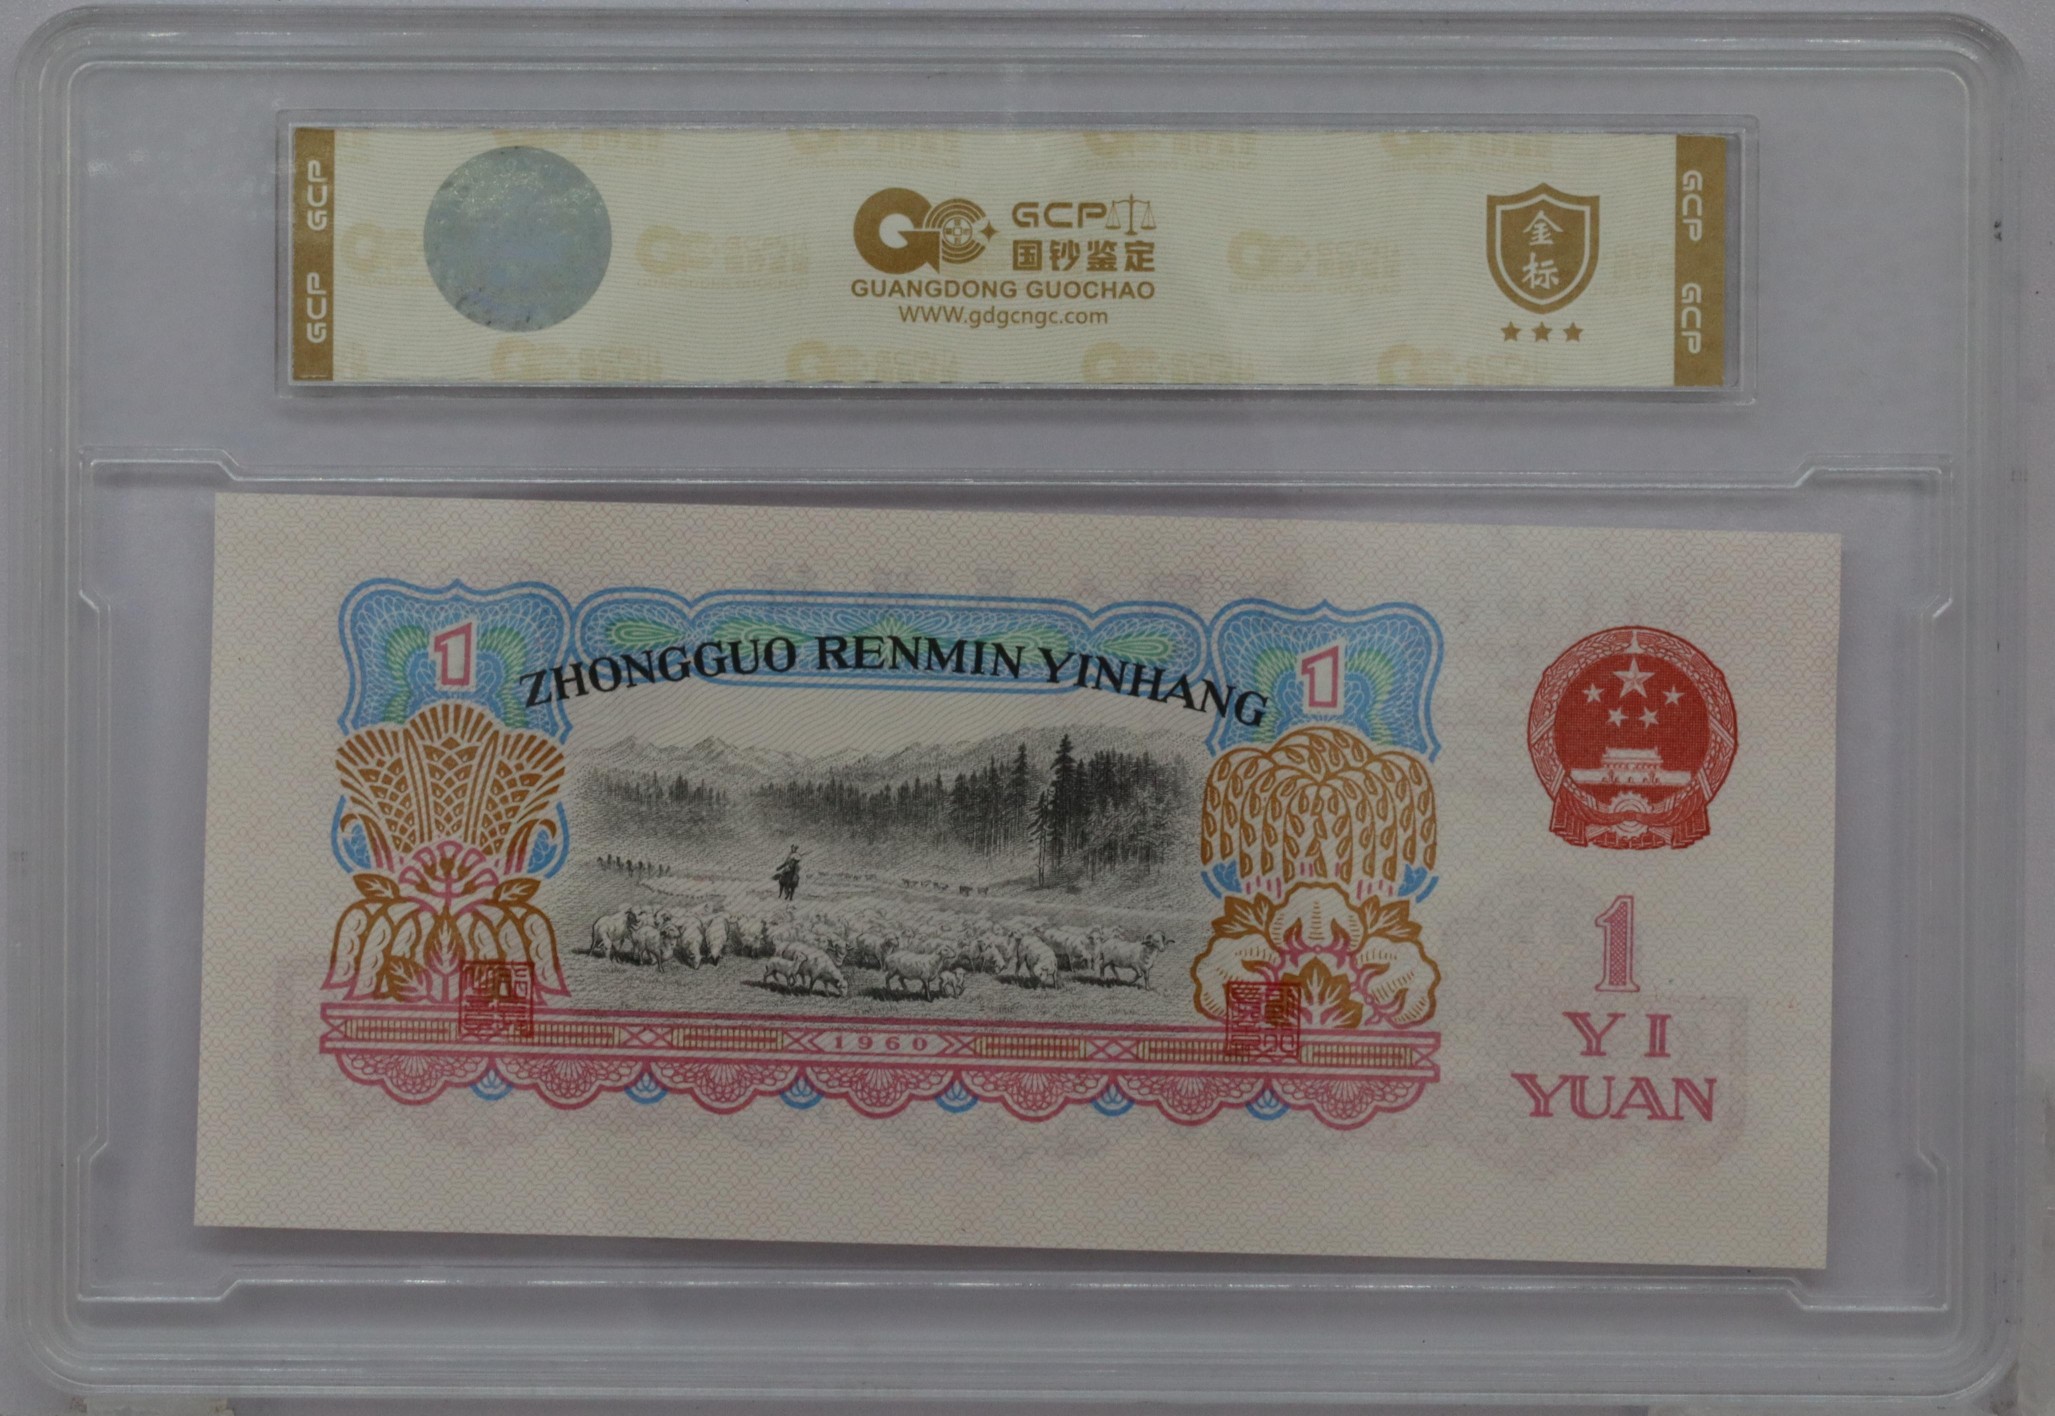 GCP
GCP
GCP
国钞鉴定
GUANGDONG GUOCHAO
WWW.gdgcngc.com
金
标
GCP
GCP
1
ZHONGGUO RENMIN YINHANG
1
1960
1
YI
YUAN